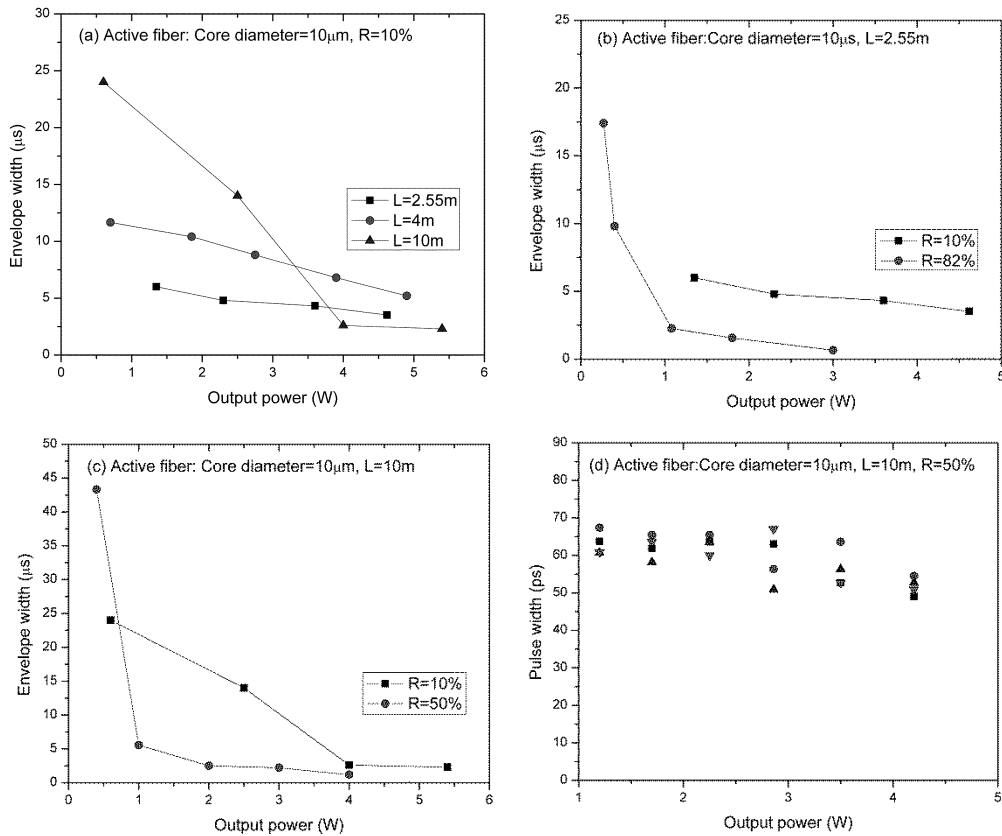 (a) Active fiber: Core diameter=10μm, R=10%
Envelope width (μs)
30
25
20
15
10
5
0
L=2.55m
L=4m
L=10m
0 1 2 3 4 5 6
Output power (W)
(b) Active fiber:Core diameter=10μs, L=2.55m
Envelope width (μs)
25
20
15
10
5
0
R=10%
R=82%
0 1 2 3 4 5
Output power (W)
(c) Active fiber: Core diameter=10μm, L=10m
Envelope width (μs)
50
45
40
35
30
25
20
15
10
5
0
R=10%
R=50%
0 1 2 3 4 5 6
Output power (W)
(d) Active fiber:Core diameter=10μm, L=10m, R=50%
Pulse width (ps)
90
80
70
60
50
40
30
20
10
0
1 2 3 4 5
Output power (W)